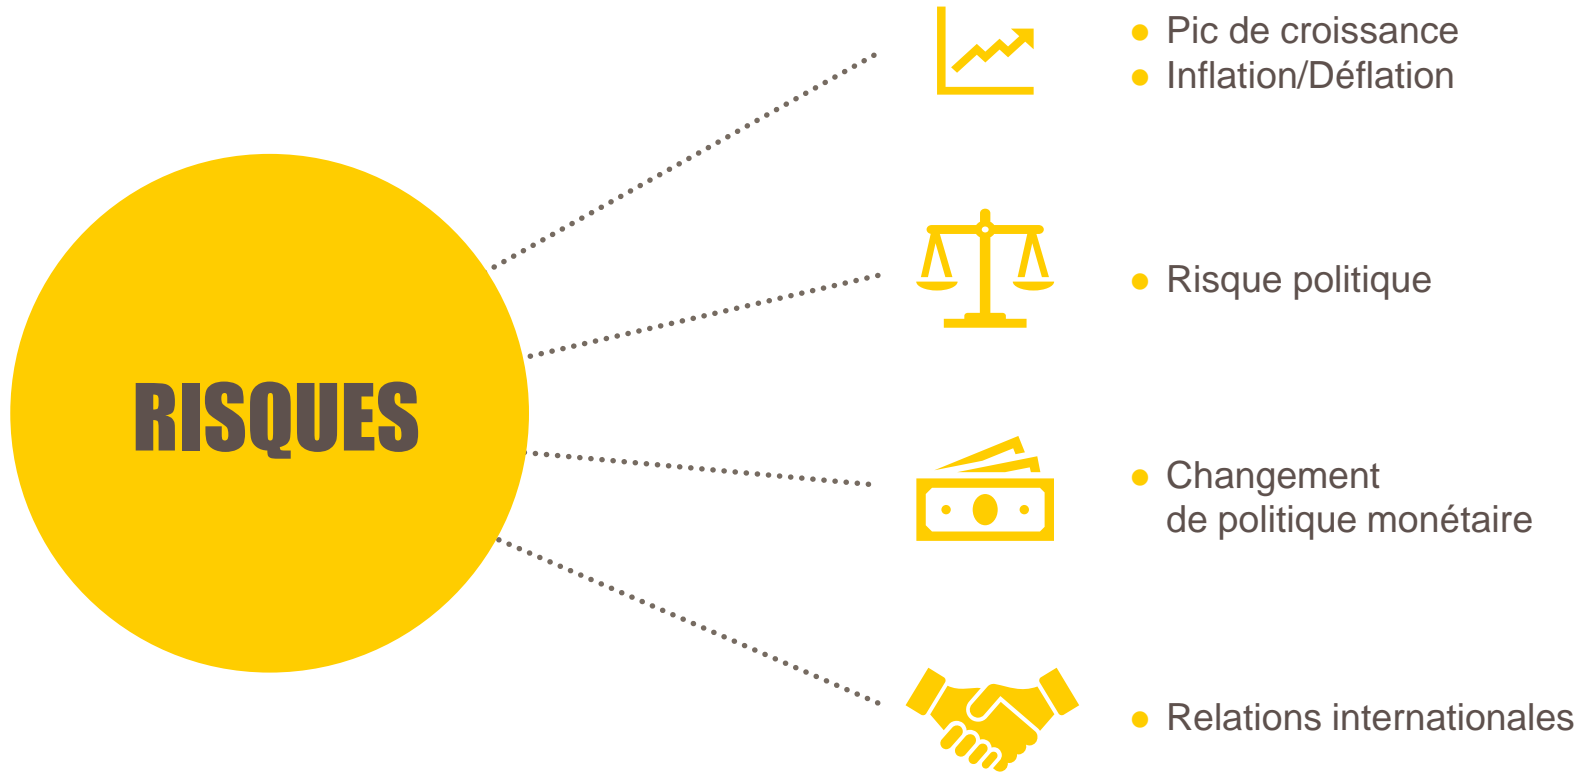 RISQUES
Pic de croissance
Inflation/Déflation
Risque politique
Changement
de politique monétaire
Relations internationales